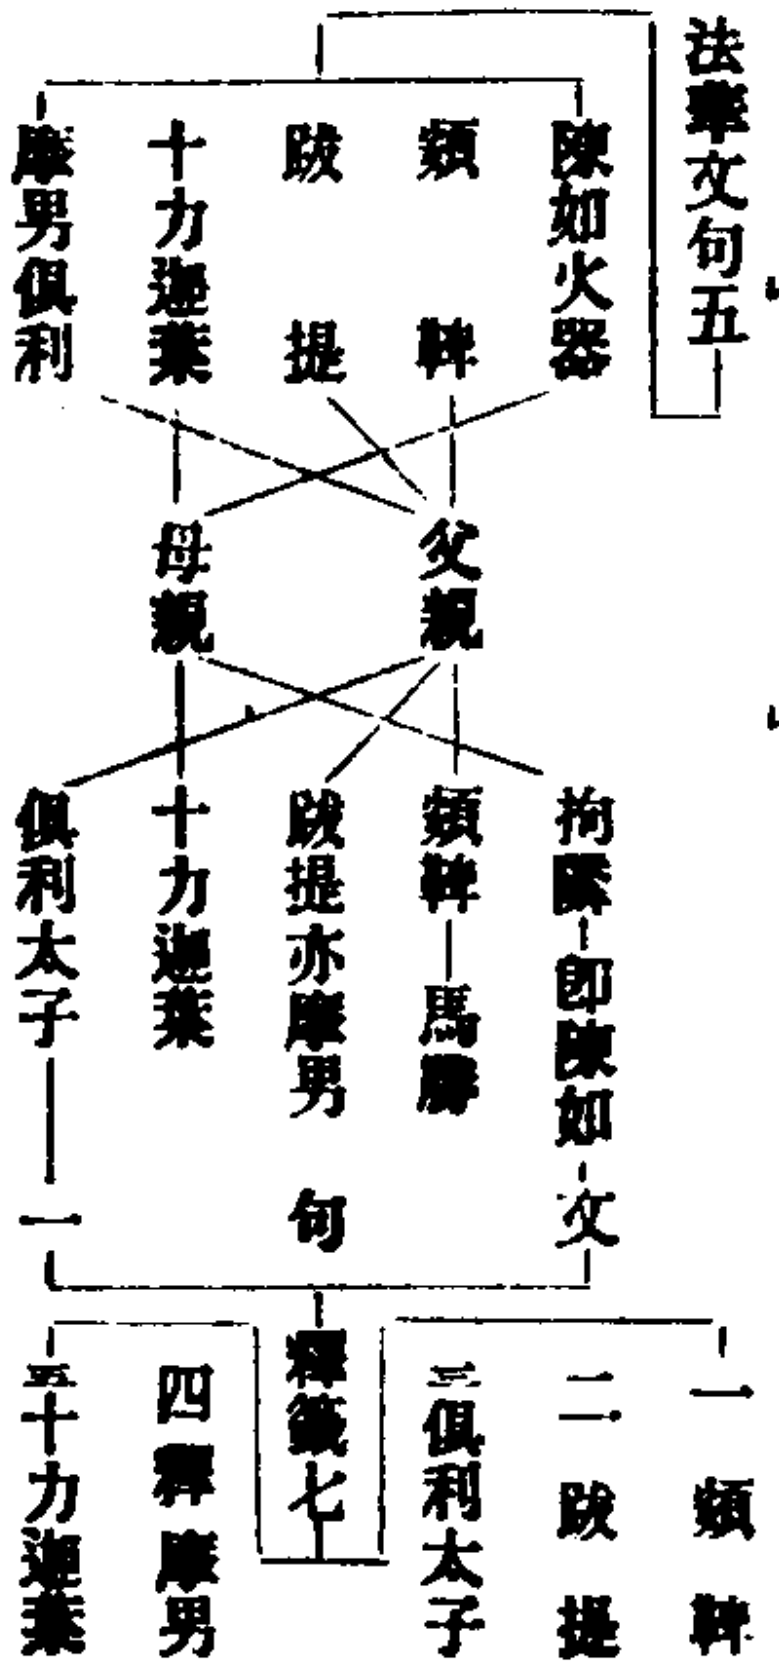 法華文句五
陳如火器
頞鞞
跋提
十力迦葉
摩男俱利
父親
母親
拘隣 即陳如 文
頞鞞 馬勝
跋提亦摩男 句
十力迦葉
俱利太子 一
釋籤七
一 頞鞞
二 跋提
三俱利太子
四釋摩男
五十力迦葉